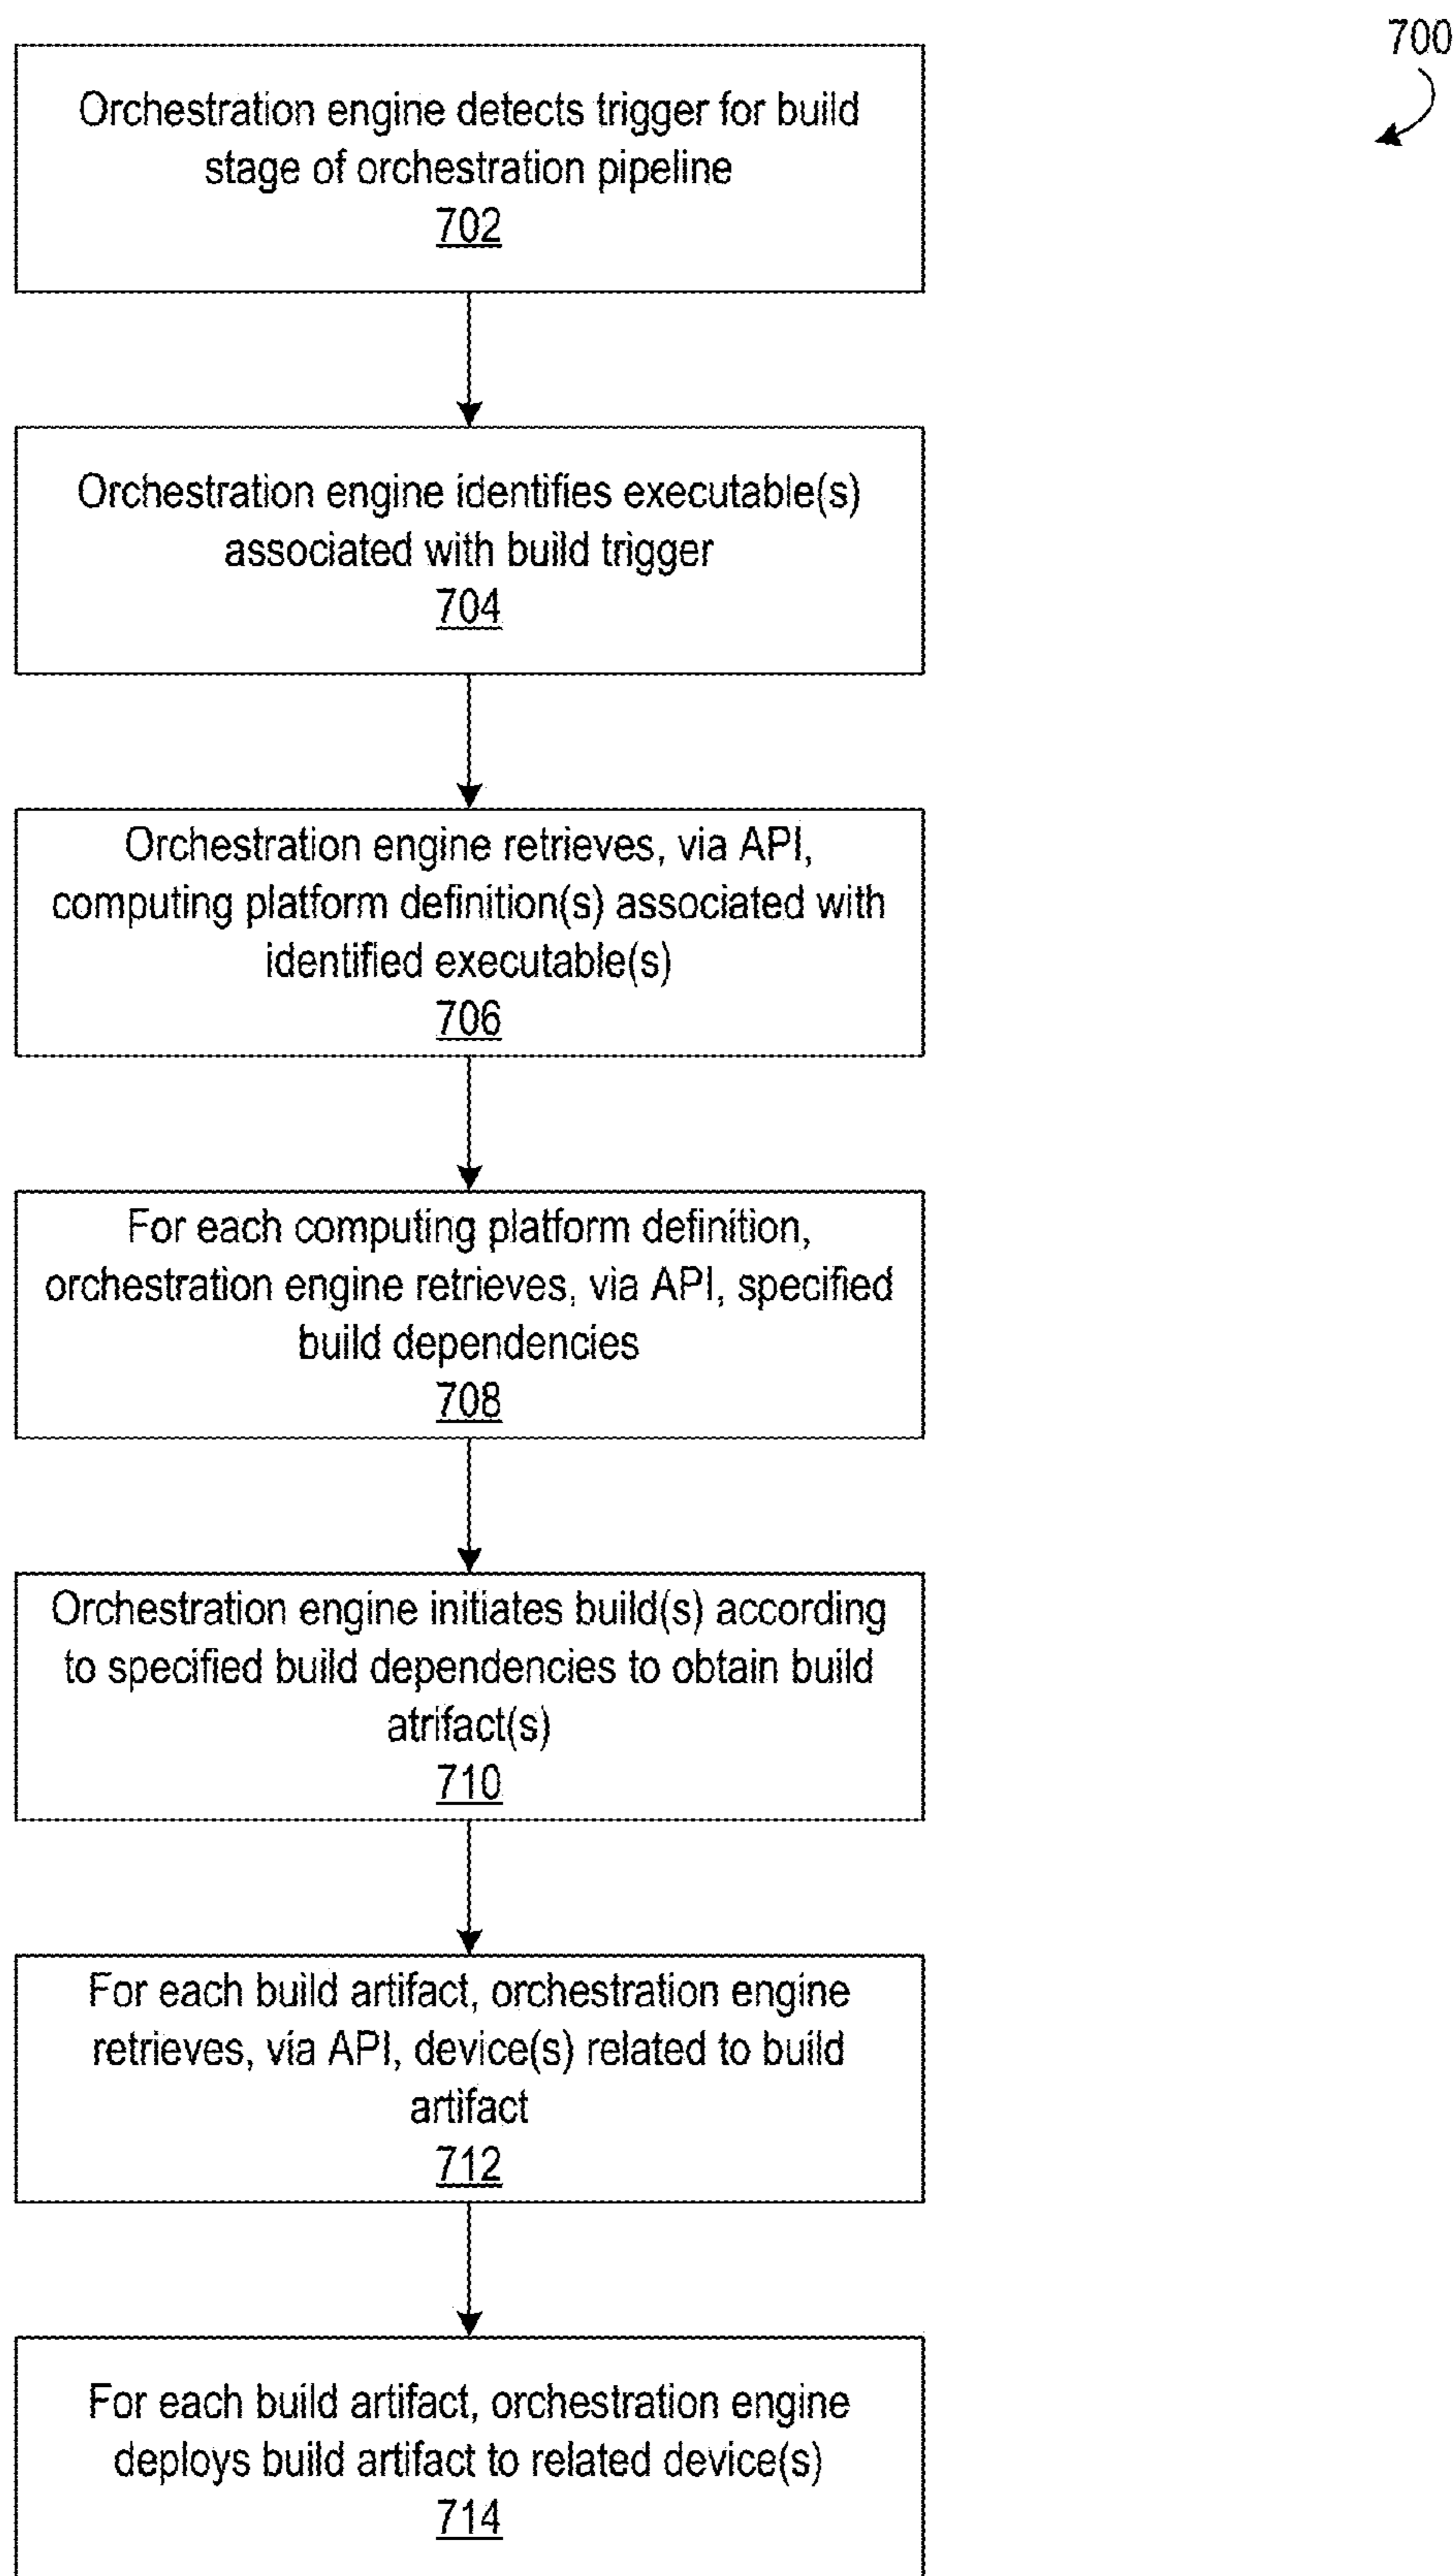 700
Orchestration engine detects trigger for build
stage of orchestration pipeline
702
Orchestration engine identifies executable(s)
associated with build trigger
704
Orchestration engine retrieves, via API,
computing platform definition(s) associated with
identified executable(s)
706
For each computing platform definition,
orchestration engine retrieves, via API, specified
build dependencies
708
Orchestration engine initiates build(s) according
to specified build dependencies to obtain build
atrifact(s)
710
For each build artifact, orchestration engine
retrieves, via API, device(s) related to build
artifact
712
For each build artifact, orchestration engine
deploys build artifact to related device(s)
714